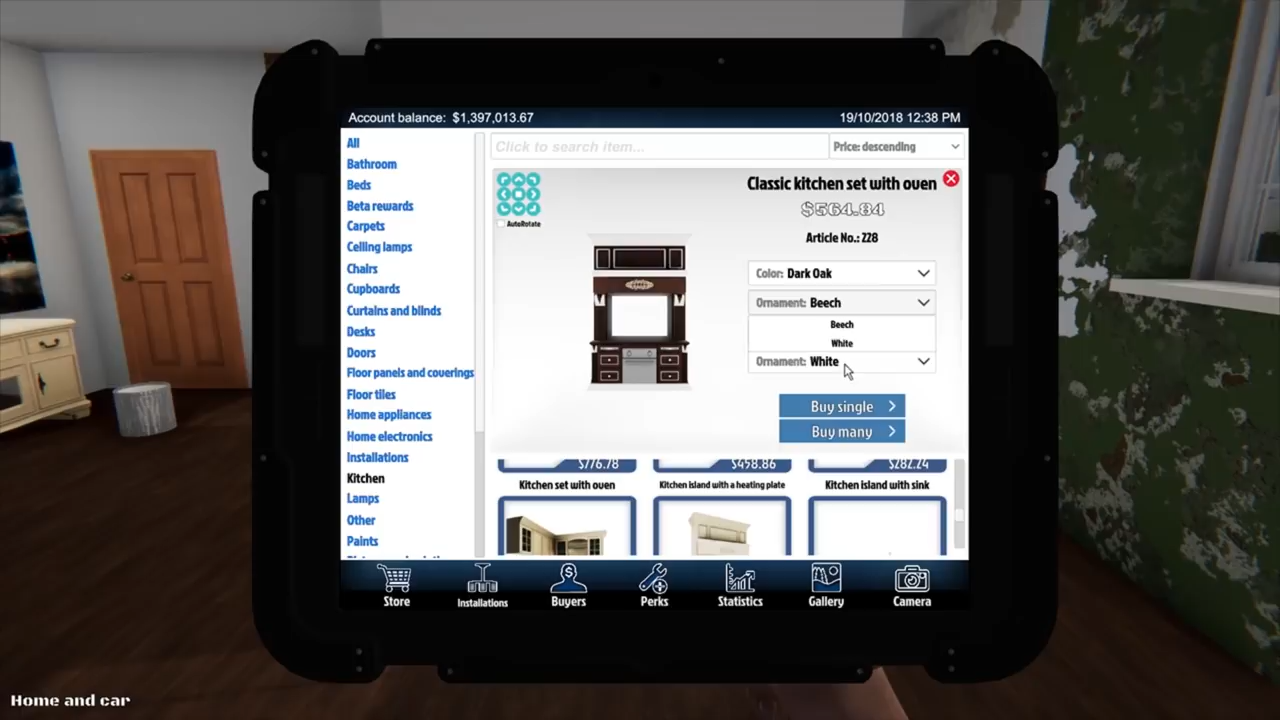 Account balance: $1,397,013.67
19/10/2018 12:38 PM
All
Bathroom
Beds
Beta rewards
Carpets
Ceiling lamps
Chairs
Cupboards
Curtains and blinds
Desks
Doors
Floor panels and coverings
Floor tiles
Home appliances
Home electronics
Installations
Kitchen
Lamps
Other
Paints
Click to search item...
Price: descending
AutoRotate
Classic kitchen set with oven
$564.84
Article No.: 228
Color: Dark Oak
Ornament: Beech
Beech
White
Ornament: White
Buy single
Buy many
$776.78
$498.86
$282.24
Kitchen set with oven
Kitchen island with a heating plate
Kitchen island with sink
Store
Installations
Buyers
Perks
Statistics
Gallery
Camera
Home and car